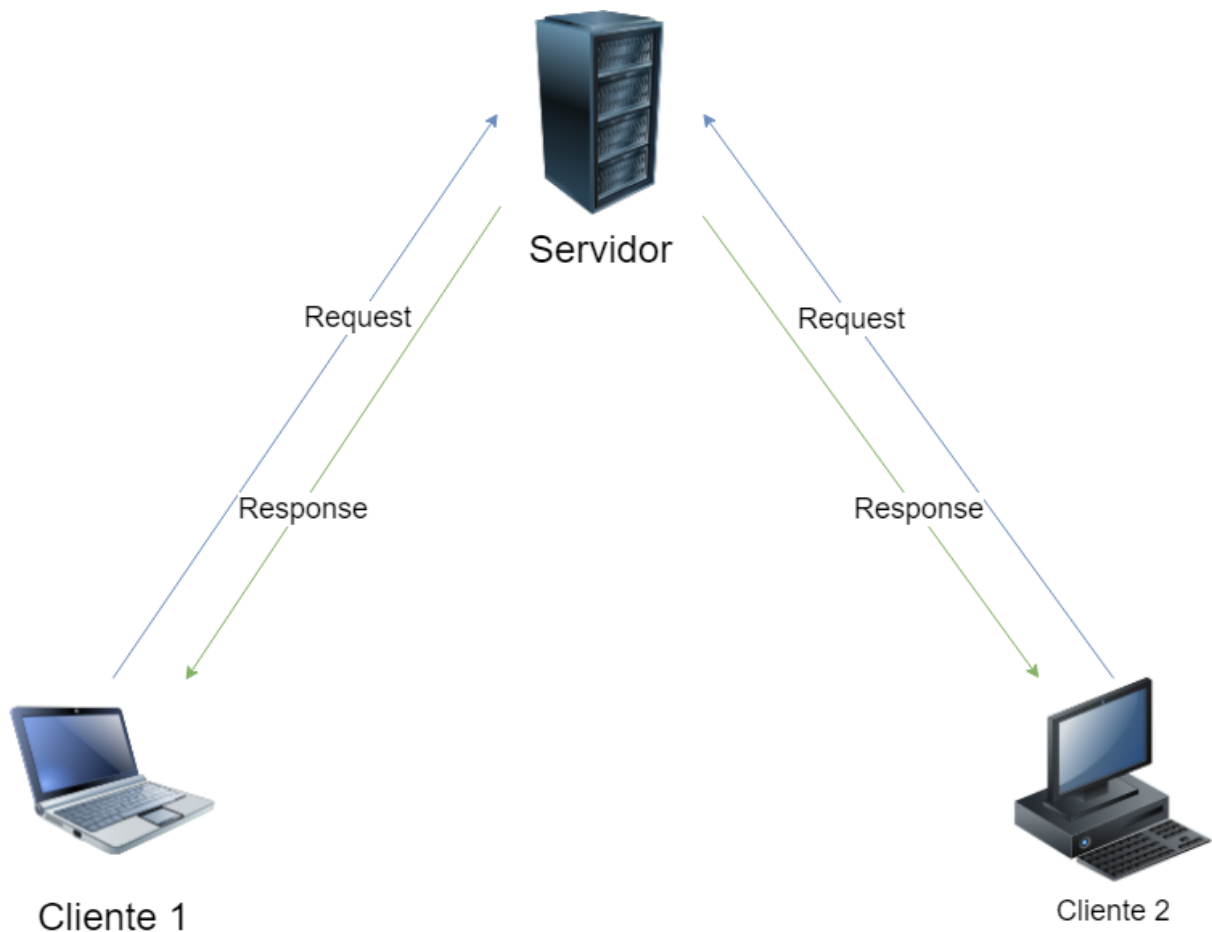 Servidor
Request
Request
Response
Response
Cliente 1
Cliente 2